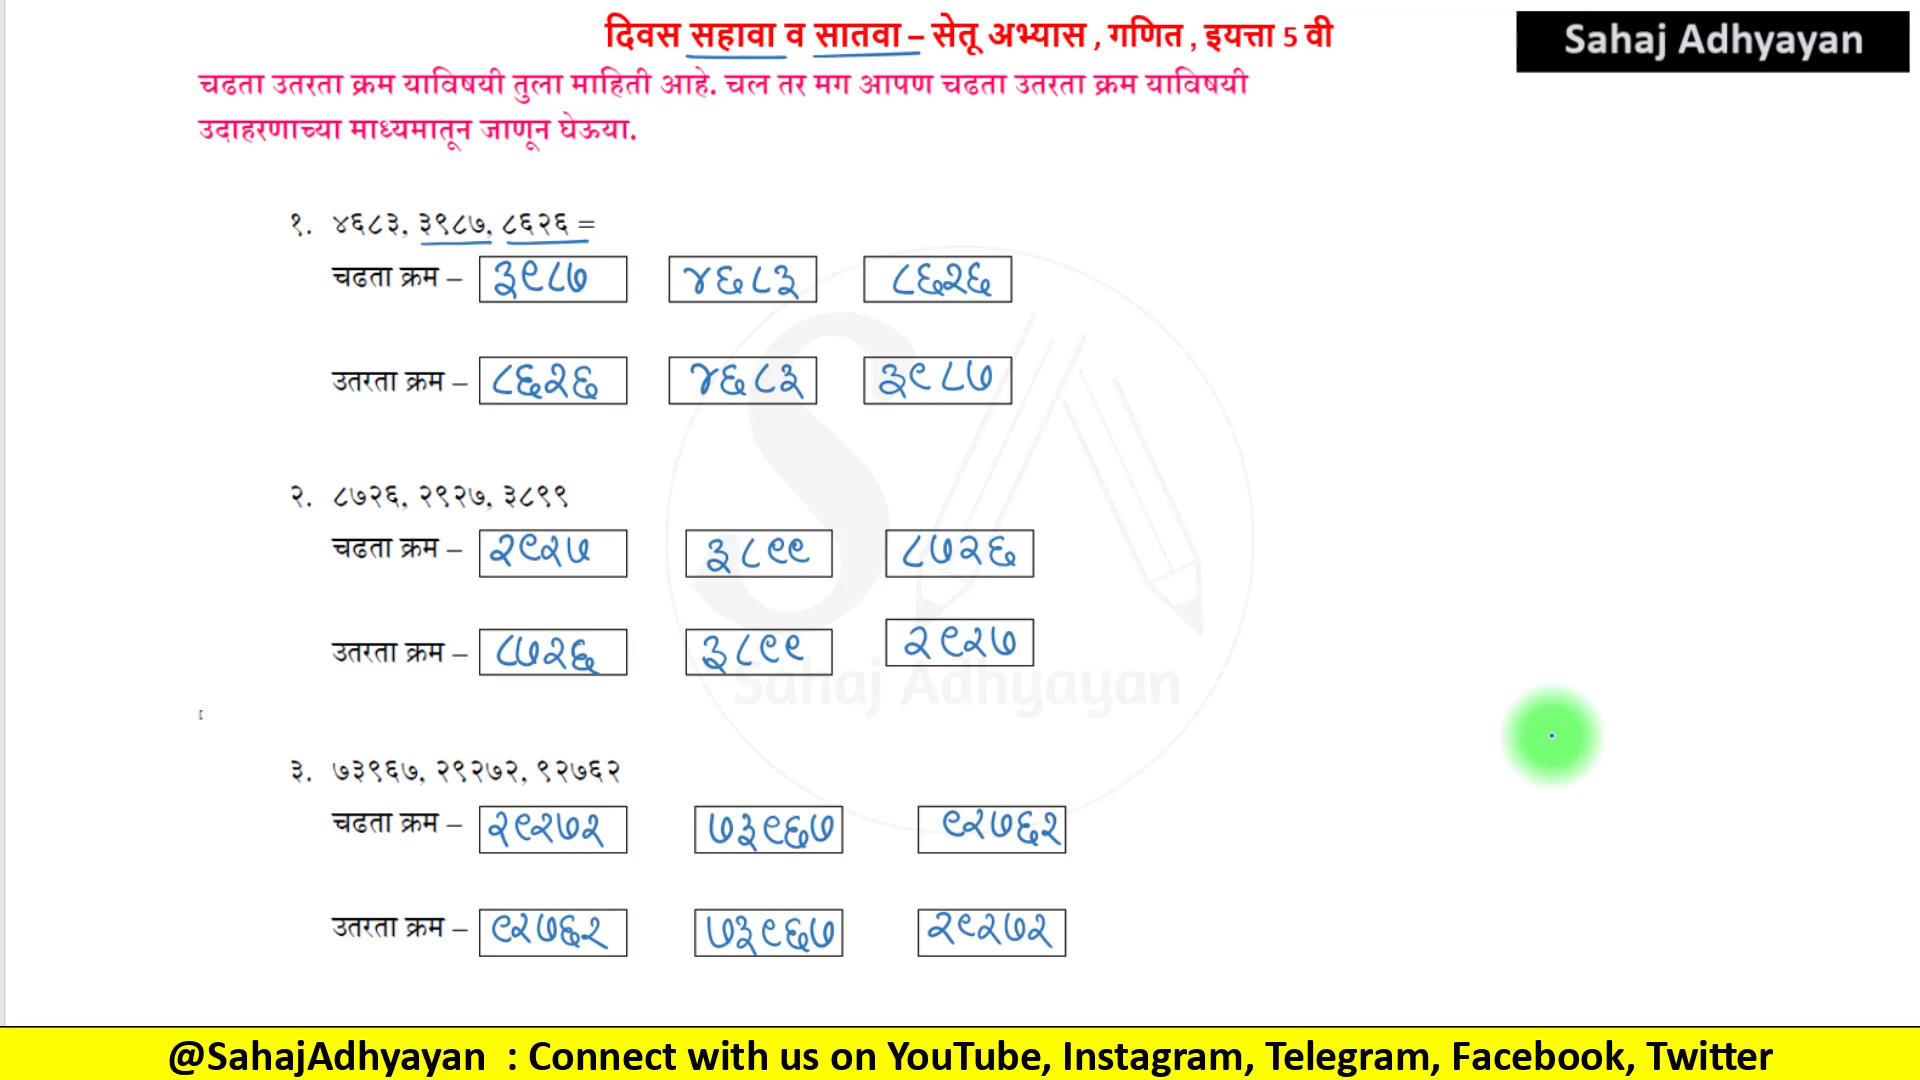 दिवस सहावा व सातवा – सेतू अभ्यास , गणित , इयत्ता 5 वी
Sahaj Adhyayan
चढता उतरता क्रम याविषयी तुला माहिती आहे. चल तर मग आपण चढता उतरता क्रम याविषयी
उदाहरणाच्या माध्यमातून जाणून घेऊया.
१. ४६८३, ३९८७, ८६२६ =
चढता क्रम – ३९८७ ४६८३ ८६२६
उतरता क्रम – ८६२६ ४६८३ ३९८७
२. ८७२६, २९२७, ३८९९
चढता क्रम – २९२७ ३८९९ ८७२६
उतरता क्रम – ८७२६ ३८९९ २९२७
Sahaj Adhyayan
३. ७३९६७, २९२७२, ९२७६२
चढता क्रम – २९२७२ ७३९६७ ९२७६२
उतरता क्रम – ९२७६२ ७३९६७ २९२७२
@SahajAdhyayan : Connect with us on YouTube, Instagram, Telegram, Facebook, Twitter